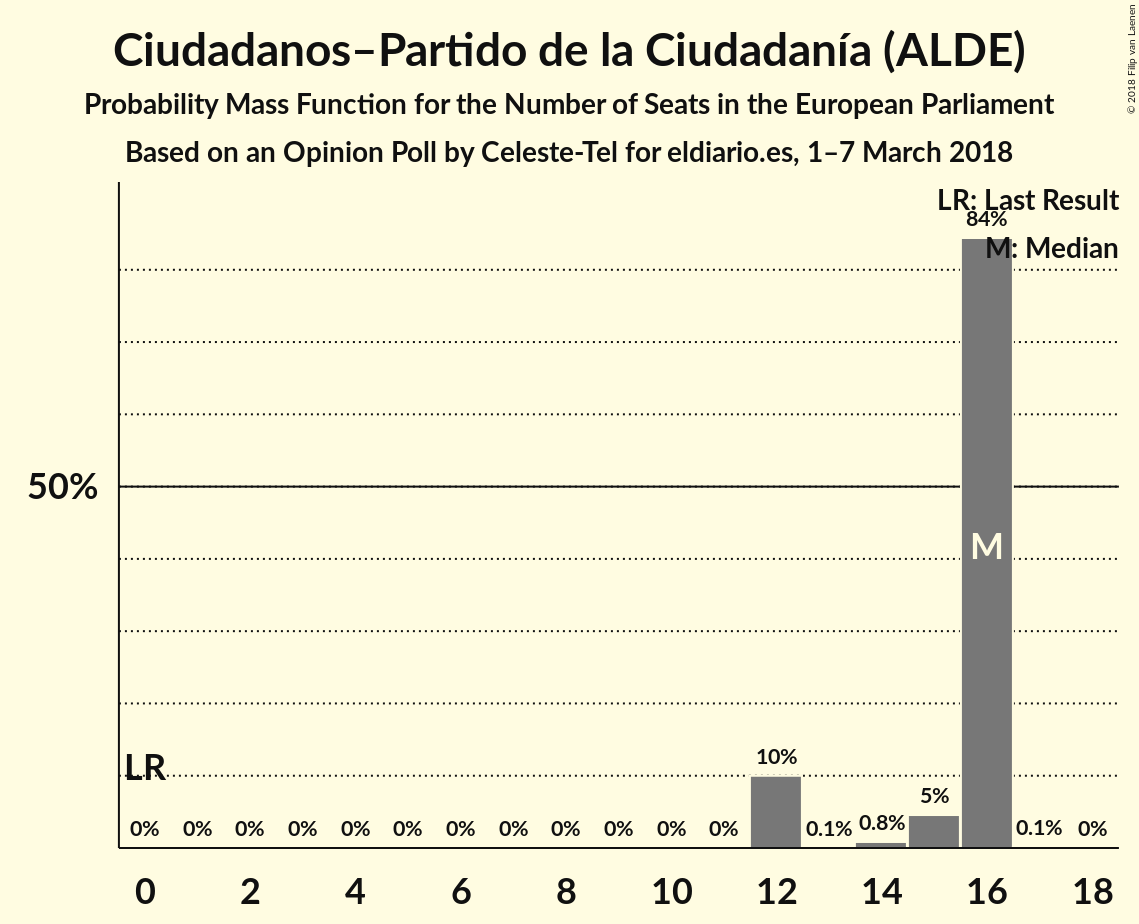 Ciudadanos–Partido de la Ciudadanía (ALDE)
Probability Mass Function for the Number of Seats in the European Parliament
Based on an Opinion Poll by Celeste-Tel for eldiario.es, 1–7 March 2018
© 2018 Filip van Laenen
LR: Last Result
84%
M: Median
50%
M
LR
10%
5%
0% 0% 0% 0% 0% 0% 0% 0% 0% 0% 0% 0% 0.1% 0.8% 0.1% 0%
0 2 4 6 8 10 12 14 16 18